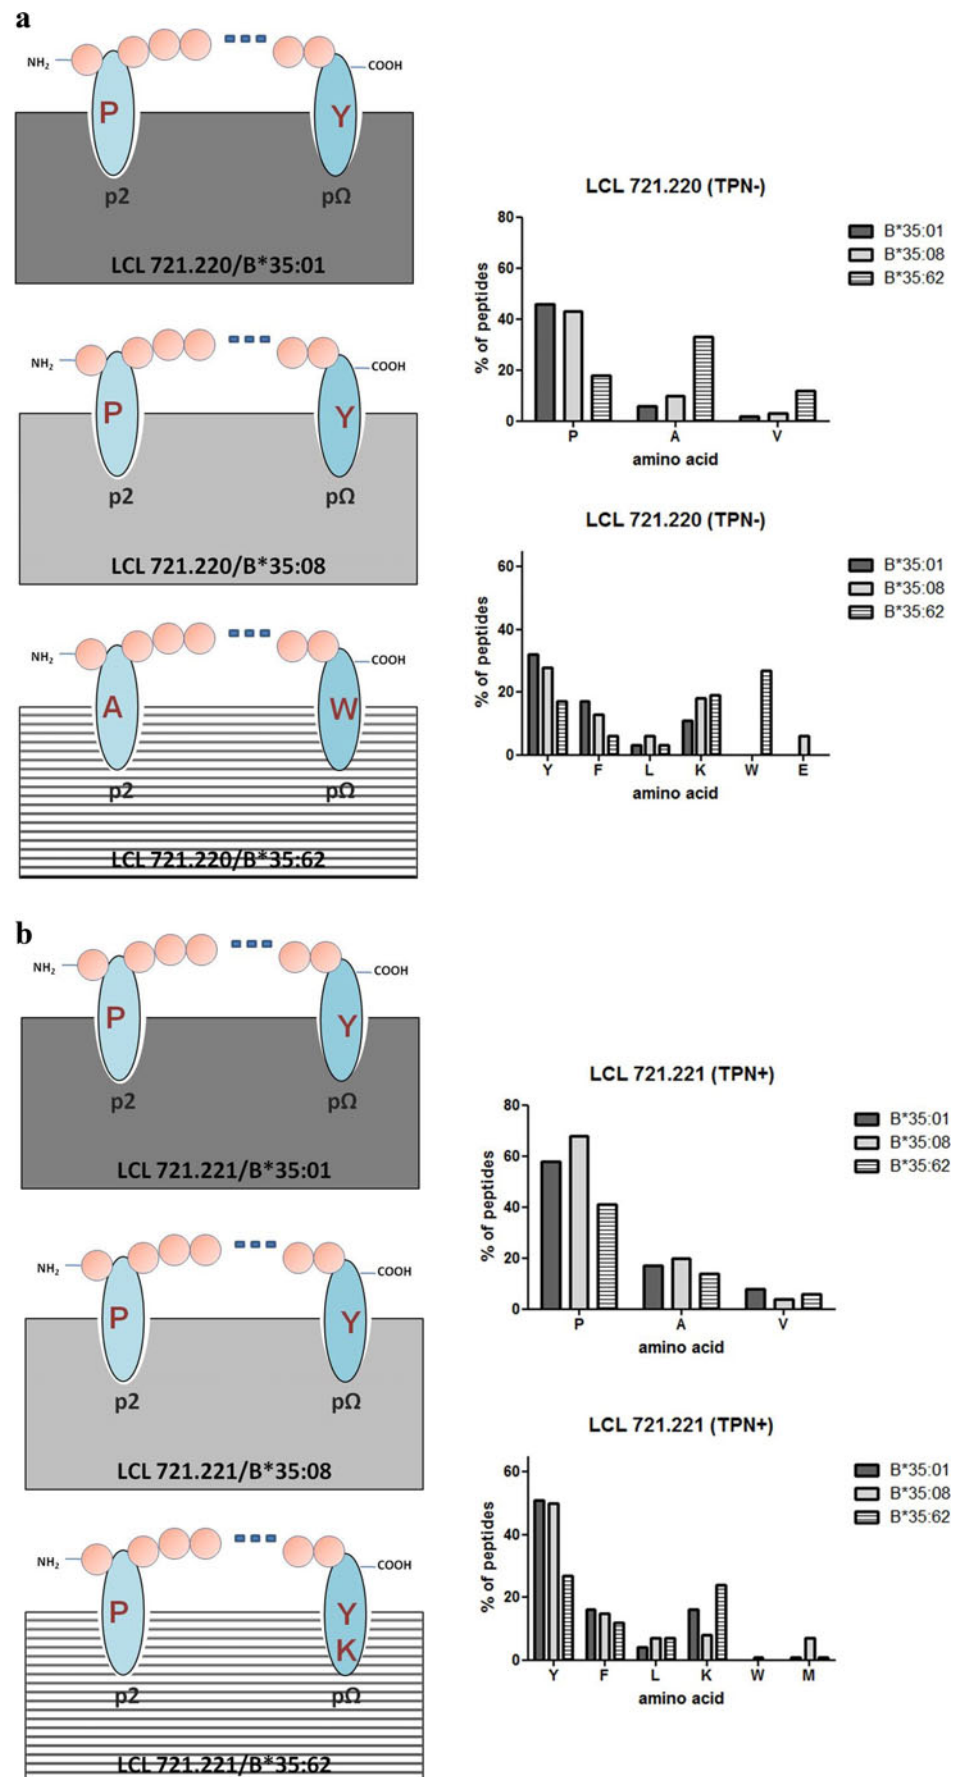 a
NH2
COOH
P
Y
p2
pΩ
LCL 721.220/B*35:01
NH2
COOH
P
Y
p2
pΩ
LCL 721.220/B*35:08
NH2
COOH
A
W
p2
pΩ
LCL 721.220/B*35:62
LCL 721.220 (TPN-)
% of peptides
80
60
40
20
0
P A V
amino acid
B*35:01
B*35:08
B*35:62
LCL 721.220 (TPN-)
% of peptides
60
40
20
0
Y F L K W E
amino acid
B*35:01
B*35:08
B*35:62
b
NH2
COOH
P
Y
p2
pΩ
LCL 721.221/B*35:01
NH2
COOH
P
Y
p2
pΩ
LCL 721.221/B*35:08
NH2
COOH
P
Y
K
p2
pΩ
LCL 721.221/B*35:62
LCL 721.221 (TPN+)
% of peptides
80
60
40
20
0
P A V
amino acid
B*35:01
B*35:08
B*35:62
LCL 721.221 (TPN+)
% of peptides
60
40
20
0
Y F L K W M
amino acid
B*35:01
B*35:08
B*35:62